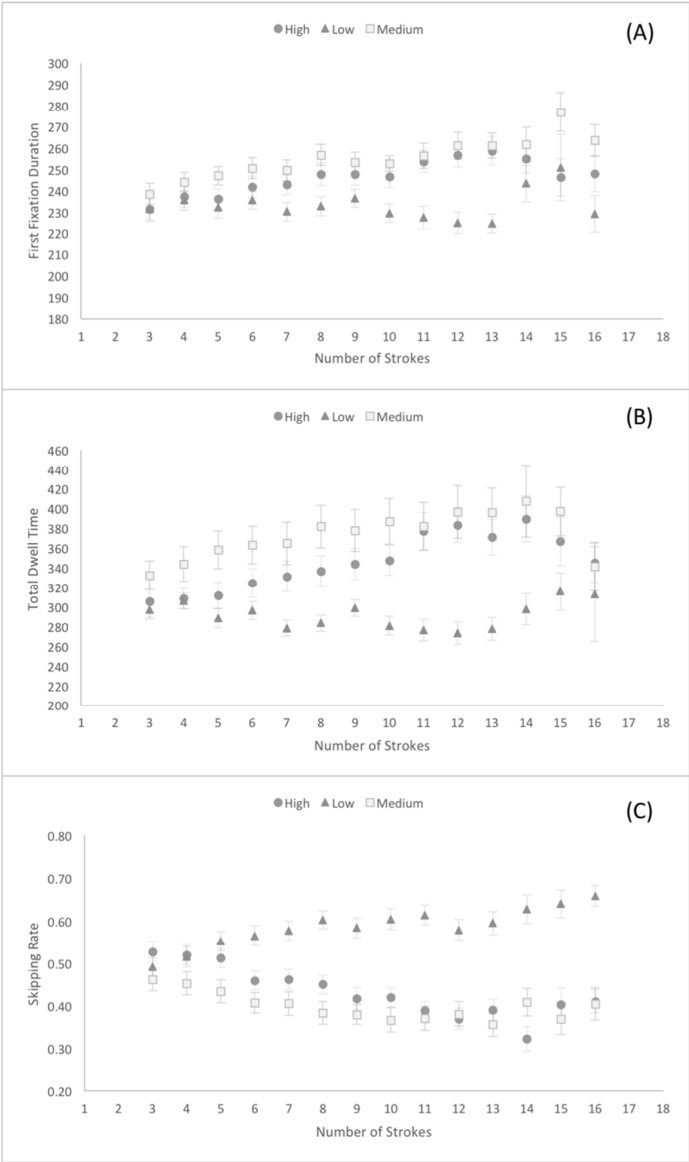 High Low Medium
(A)
300
290
280
270
260
250
240
230
220
210
200
190
180
First Fixation Duration
1 2 3 4 5 6 7 8 9 10 11 12 13 14 15 16 17 18
Number of Strokes
High Low Medium
(B)
460
440
420
400
380
360
340
320
300
280
260
240
220
200
Total Dwell Time
1 2 3 4 5 6 7 8 9 10 11 12 13 14 15 16 17 18
Number of Strokes
High Low Medium
(C)
0.80
0.70
0.60
0.50
0.40
0.30
0.20
Skipping Rate
1 2 3 4 5 6 7 8 9 10 11 12 13 14 15 16 17 18
Number of Strokes